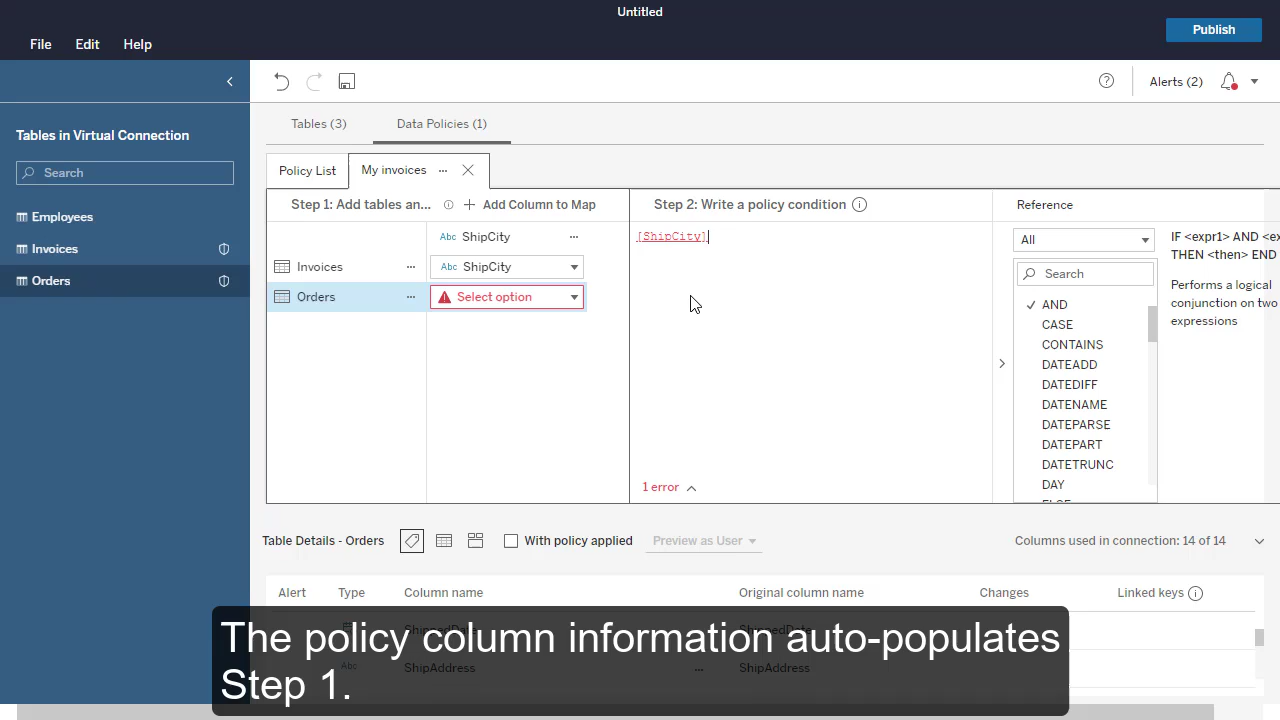 Untitled
File Edit Help
Publish
Alerts (2)
Tables in Virtual Connection
Search
Employees
Invoices
Orders
Tables (3) Data Policies (1)
Policy List My invoices ...
Step 1: Add tables an... + Add Column to Map
Abc ShipCity ...
Invoices ... Abc ShipCity
Orders ... Select option
Step 2: Write a policy condition
[ShipCity]
1 error
Reference
All
Search
AND
CASE
CONTAINS
DATEADD
DATEDIFF
DATENAME
DATEPARSE
DATEPART
DATETRUNC
DAY
IF <expr1> AND <ex
THEN <then> END
Performs a logical
conjunction on two
expressions
Table Details - Orders With policy applied Preview as User Columns used in connection: 14 of 14
Alert Type Column name Original column name Changes Linked keys
ShippedDate ShippedDate
Abc ShipAddress ... ShipAddress
The policy column information auto-populates
Step 1.